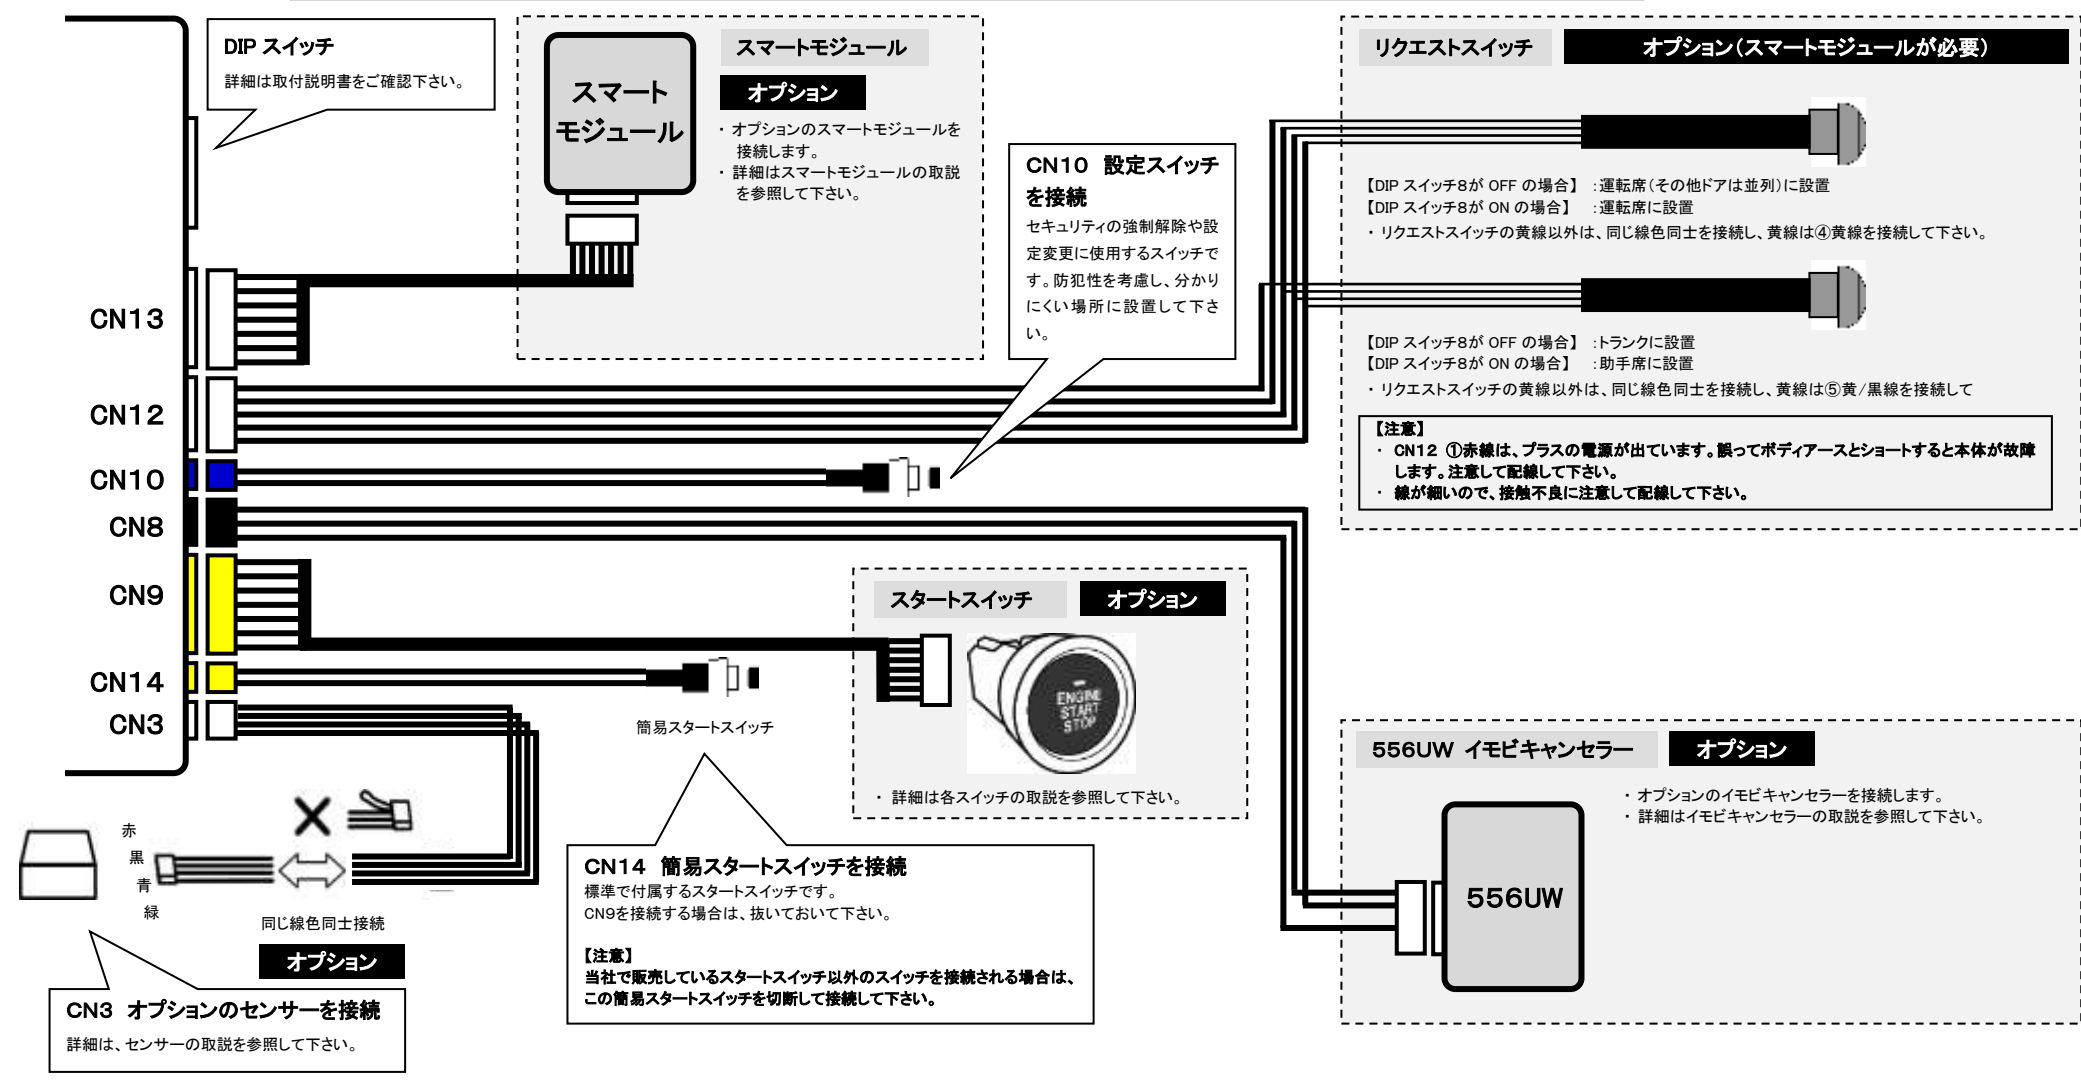 DIP スイッチ
詳細は取付説明書をご確認下さい。
スマート
モジュール
スマートモジュール
オプション
・ オプションのスマートモジュールを
接続します。
・ 詳細はスマートモジュールの取説
を参照して下さい。
CN10 設定スイッチ
を接続
セキュリティの強制解除や設
定変更に使用するスイッチで
す。防犯性を考慮し、分かり
にくい場所に設置して下さ
い。
リクエストスイッチ
オプション(スマートモジュールが必要)
【DIP スイッチ8が OFF の場合】 :運転席(その他ドアは並列)に設置
【DIP スイッチ8が ON の場合】 :運転席に設置
・ リクエストスイッチの黄線以外は、同じ線色同士を接続し、黄線は④黄線を接続して下さい。
【DIP スイッチ8が OFF の場合】 :トランクに設置
【DIP スイッチ8が ON の場合】 :助手席に設置
・ リクエストスイッチの黄線以外は、同じ線色同士を接続し、黄線は⑤黄/黒線を接続して
【注意】
・ CN12 ①赤線は、プラスの電源が出ています。誤ってボディアースとショートすると本体が故障
します。注意して配線して下さい。
・ 線が細いので、接触不良に注意して配線して下さい。
CN13
CN12
CN10
CN8
CN9
CN14
CN3
スタートスイッチ
オプション
ENGINE
START
STOP
・ 詳細は各スイッチの取説を参照して下さい。
簡易スタートスイッチ
CN14 簡易スタートスイッチを接続
標準で付属するスタートスイッチです。
CN9を接続する場合は、抜いておいて下さい。
【注意】
当社で販売しているスタートスイッチ以外のスイッチを接続される場合は、
この簡易スタートスイッチを切断して接続して下さい。
556UW イモビキャンセラー
オプション
・ オプションのイモビキャンセラーを接続します。
・ 詳細はイモビキャンセラーの取説を参照して下さい。
556UW
赤
黒
青
緑
同じ線色同士接続
オプション
CN3 オプションのセンサーを接続
詳細は、センサーの取説を参照して下さい。